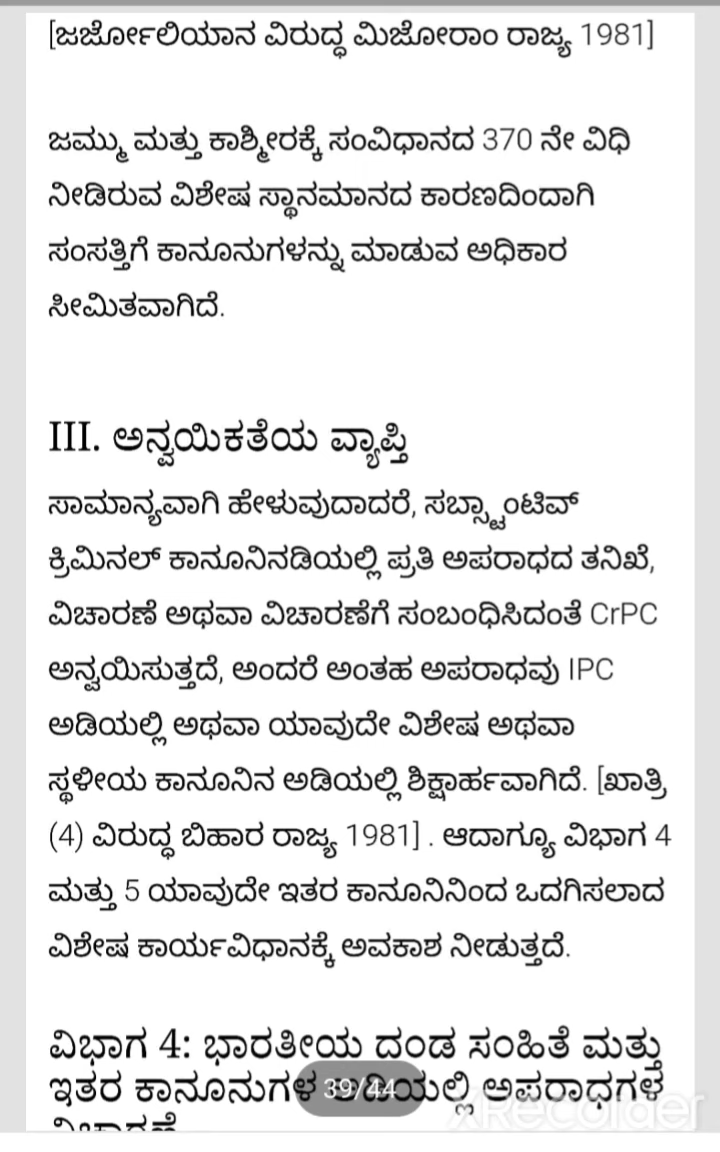 [ಜರ್ಜೋಲಿಯಾನ ವಿರುದ್ಧ ಮಿಜೋರಾಂ ರಾಜ್ಯ 1981]
ಜಮ್ಮು ಮತ್ತು ಕಾಶ್ಮೀರಕ್ಕೆ ಸಂವಿಧಾನದ 370 ನೇ ವಿಧಿ
ನೀಡಿರುವ ವಿಶೇಷ ಸ್ಥಾನಮಾನದ ಕಾರಣದಿಂದಾಗಿ
ಸಂಸತ್ತಿಗೆ ಕಾನೂನುಗಳನ್ನು ಮಾಡುವ ಅಧಿಕಾರ
ಸೀಮಿತವಾಗಿದೆ.
III. ಅನ್ವಯಿಕತೆಯ ವ್ಯಾಪ್ತಿ
ಸಾಮಾನ್ಯವಾಗಿ ಹೇಳುವುದಾದರೆ, ಸಬ್ಸ್ಟಾಂಟಿವ್
ಕ್ರಿಮಿನಲ್ ಕಾನೂನಿನಡಿಯಲ್ಲಿ ಪ್ರತಿ ಅಪರಾಧದ ತನಿಖೆ,
ವಿಚಾರಣೆ ಅಥವಾ ವಿಚಾರಣೆಗೆ ಸಂಬಂಧಿಸಿದಂತೆ CrPC
ಅನ್ವಯಿಸುತ್ತದೆ, ಅಂದರೆ ಅಂತಹ ಅಪರಾಧವು IPC
ಅಡಿಯಲ್ಲಿ ಅಥವಾ ಯಾವುದೇ ವಿಶೇಷ ಅಥವಾ
ಸ್ಥಳೀಯ ಕಾನೂನಿನ ಅಡಿಯಲ್ಲಿ ಶಿಕ್ಷಾರ್ಹವಾಗಿದೆ. [ಖಾತ್ರಿ
(4) ವಿರುದ್ಧ ಬಿಹಾರ ರಾಜ್ಯ 1981] . ಆದಾಗ್ಯೂ ವಿಭಾಗ 4
ಮತ್ತು 5 ಯಾವುದೇ ಇತರ ಕಾನೂನಿನಿಂದ ಒದಗಿಸಲಾದ
ವಿಶೇಷ ಕಾರ್ಯವಿಧಾನಕ್ಕೆ ಅವಕಾಶ ನೀಡುತ್ತದೆ.
ವಿಭಾಗ 4: ಭಾರತೀಯ ದಂಡ ಸಂಹಿತೆ ಮತ್ತು
ಇತರ ಕಾನೂನುಗಳ ಅಡಿಯಲ್ಲಿ ಅಪರಾಧಗಳ
39/44
XRecorder